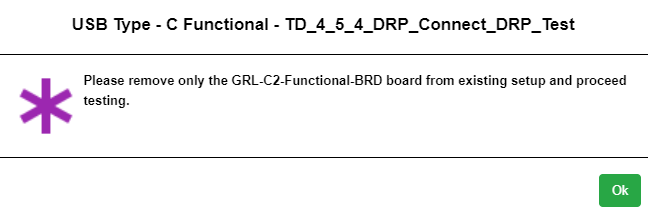 USB Type - C Functional - TD_4_5_4_DRP_Connect_DRP_Test
Please remove only the GRL-C2-Functional-BRD board from existing setup and proceed
testing.
Ok